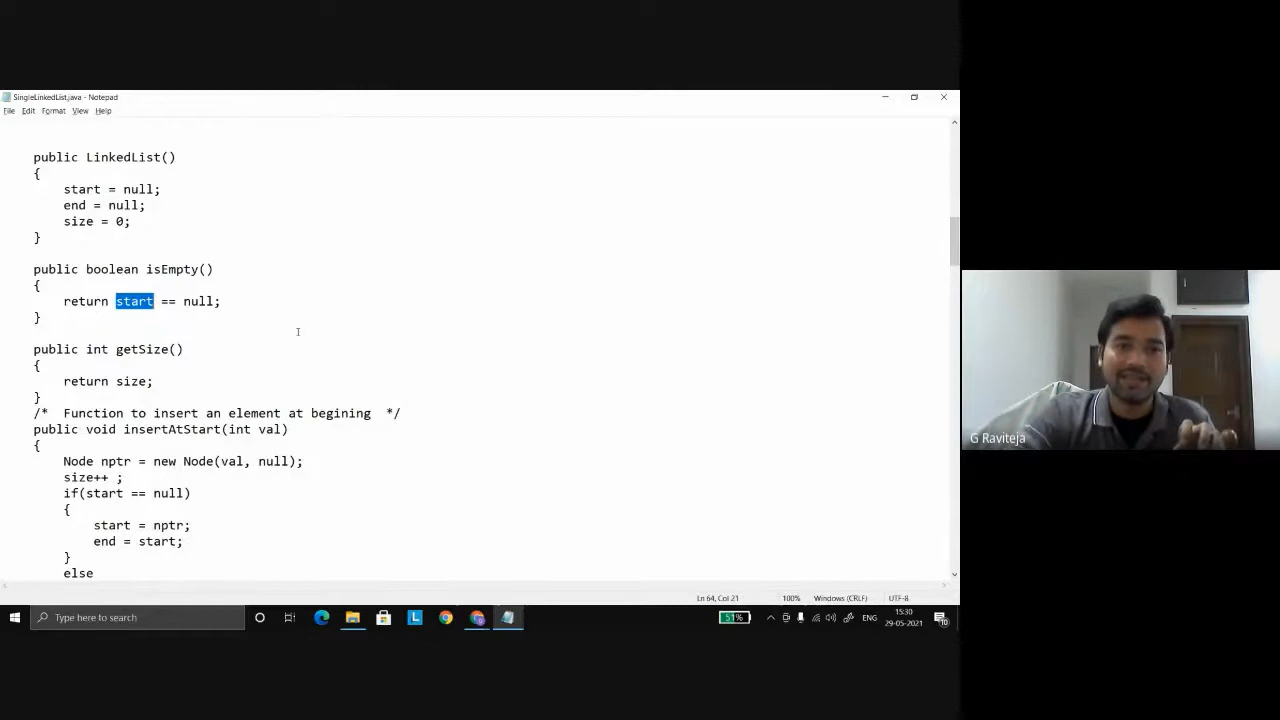 SingleLinkedList.java - Notepad
File Edit Format View Help
public LinkedList()
{
start = null;
end = null;
size = 0;
}
public boolean isEmpty()
{
return start == null;
}
public int getSize()
{
return size;
}
/* Function to insert an element at begining */
public void insertAtStart(int val)
{
Node nptr = new Node(val, null);
size++ ;
if(start == null)
{
start = nptr;
end = start;
}
else
G Raviteja
Ln 64, Col 21
100%
Windows (CRLF)
UTF-8
Type here to search
L
51%
ENG
15:30
29-05-2021
10